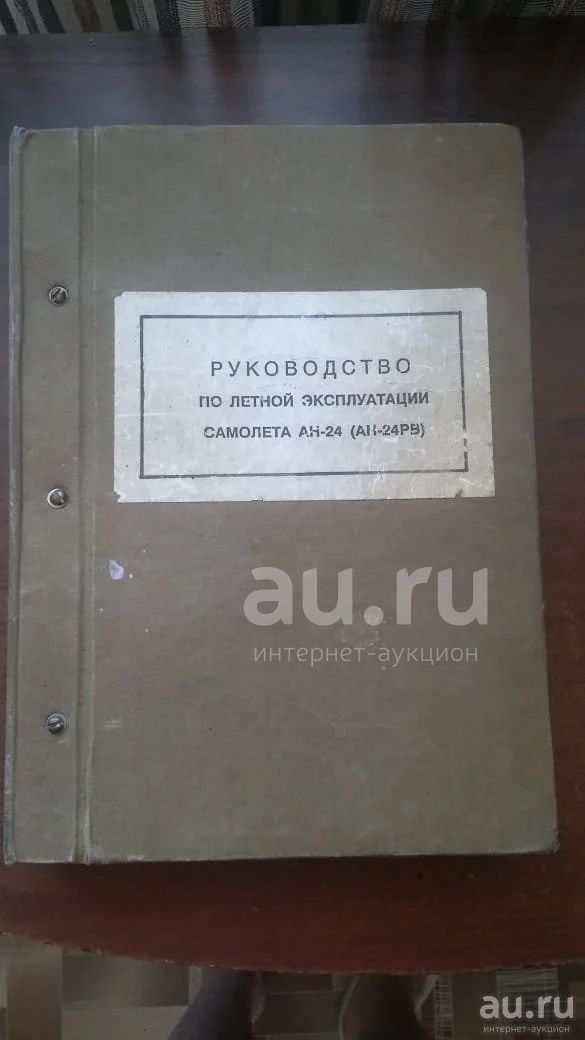 РУКОВОДСТВО
ПО ЛЕТНОЙ ЭКСПЛУАТАЦИИ
САМОЛЕТА АН-24 (АН-24РВ)
au.ru
интернет-аукцион
au.ru
интернет-аукцион